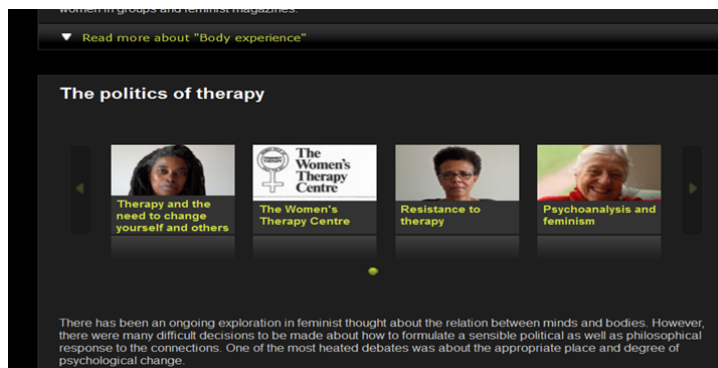 women in groups and feminist magazines.
Read more about "Body experience"
The politics of therapy
The
Women's
Therapy
Centre
Therapy and the
need to change
yourself and others
The Women's
Therapy Centre
Resistance to
therapy
Psychoanalysis and
feminism
There has been an ongoing exploration in feminist thought about the relation between minds and bodies. However,
there were many difficult decisions to be made about how to formulate a sensible political as well as philosophical
response to the connections. One of the most heated debates was about the appropriate place and degree of
psychological change.